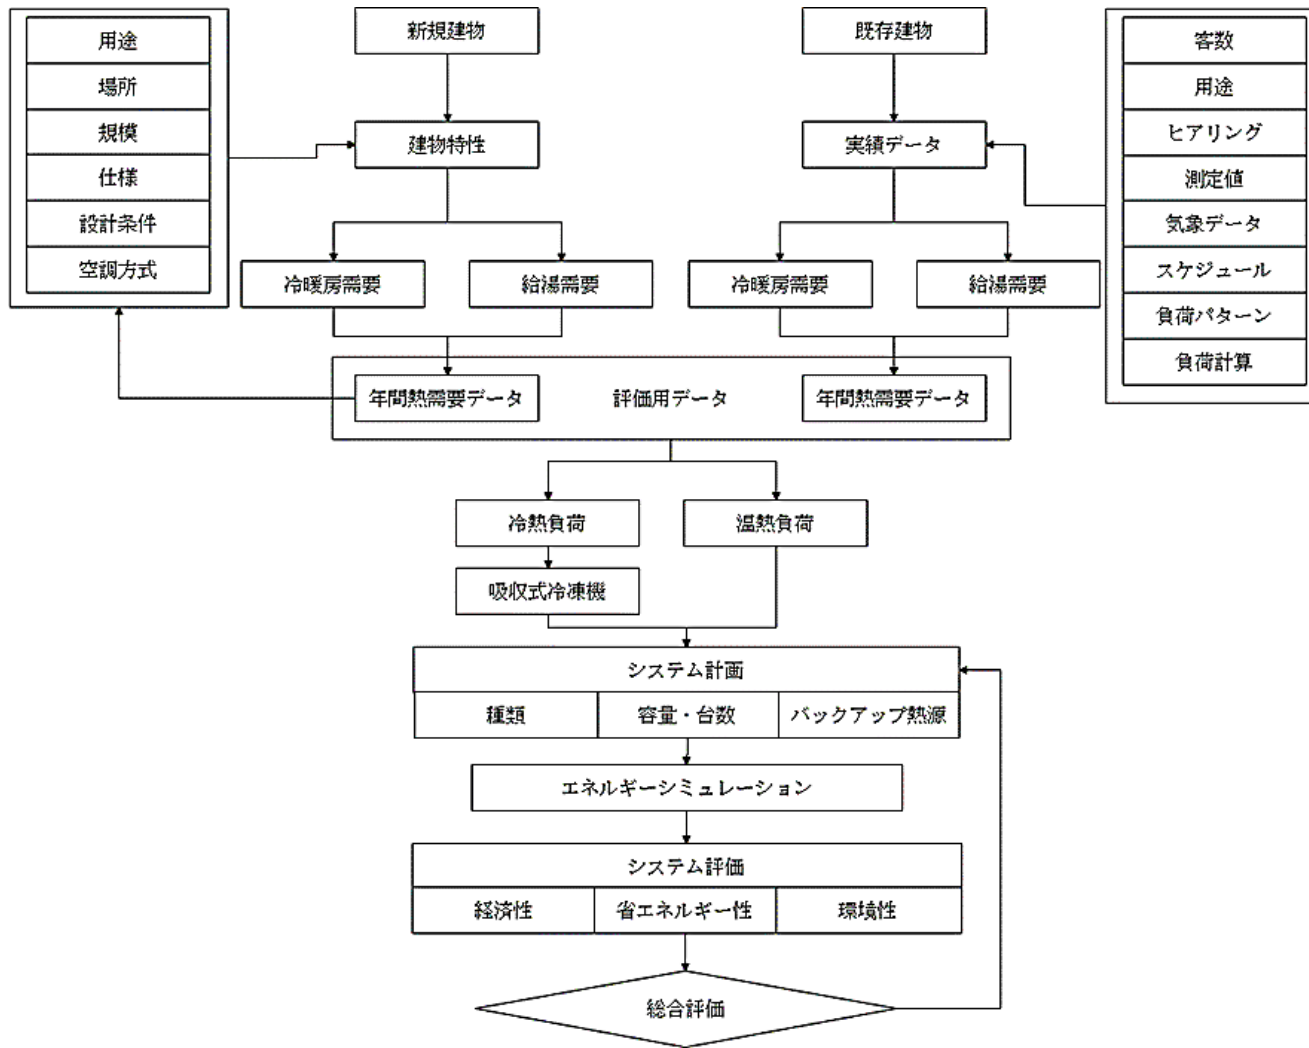 用途
場所
規模
仕様
設計条件
空調方式
新規建物
既存建物
建物特性
実績データ
客数
用途
ヒアリング
測定値
気象データ
スケジュール
負荷パターン
負荷計算
冷暖房需要
給湯需要
冷暖房需要
給湯需要
年間熱需要データ
評価用データ
年間熱需要データ
冷熱負荷
温熱負荷
吸収式冷凍機
システム計画
種類
容量・台数
バックアップ熱源
エネルギーシミュレーション
システム評価
経済性
省エネルギー性
環境性
総合評価